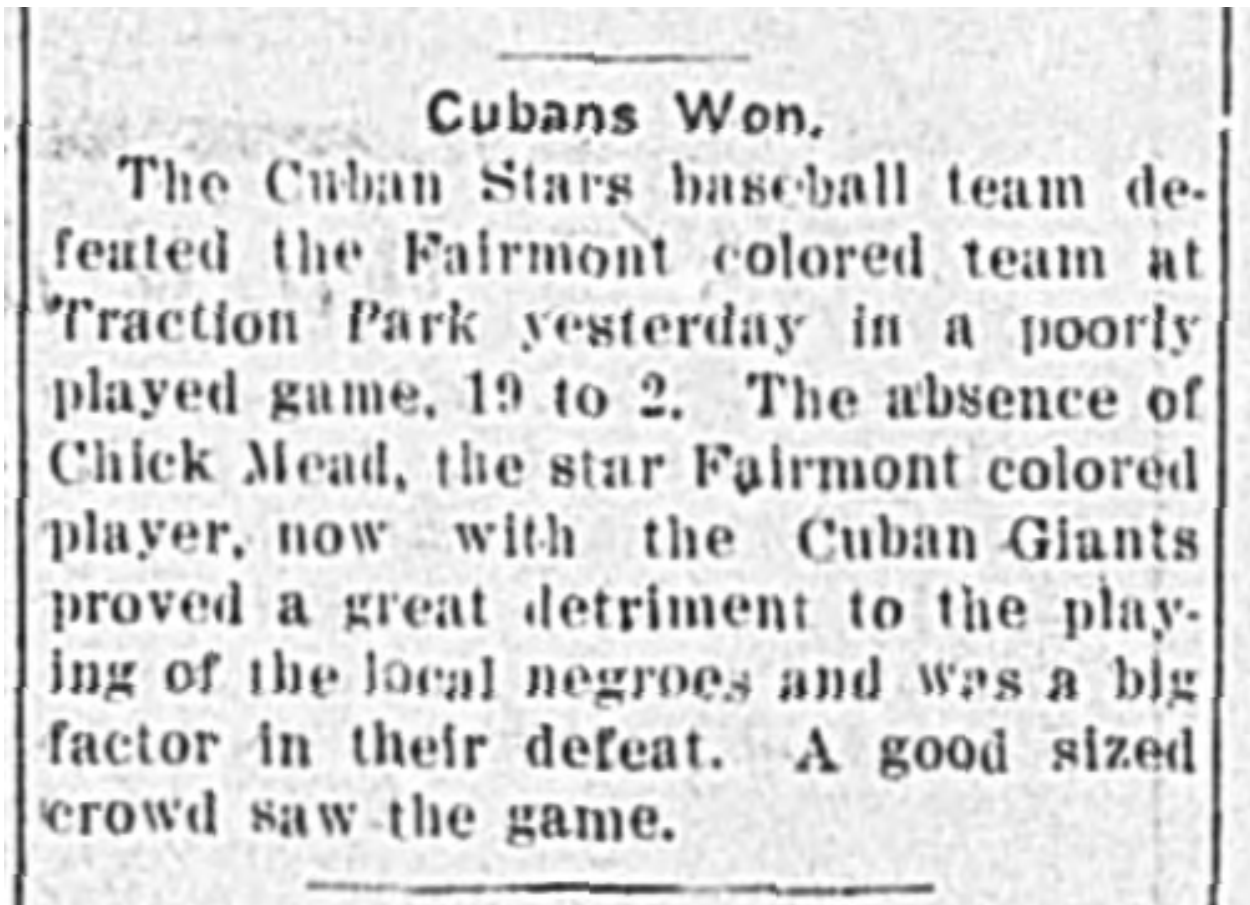 Cubans Won.
The Cuban Stars baseball team de-
feated the Fairmont colored team at
Traction Park yesterday in a poorly
played game, 19 to 2. The absence of
Chick Mead, the star Fairmont colored
player, now with the Cuban Giants
proved a great detriment to the play-
ing of the local negroes and was a big
factor in their defeat. A good sized
crowd saw the game.